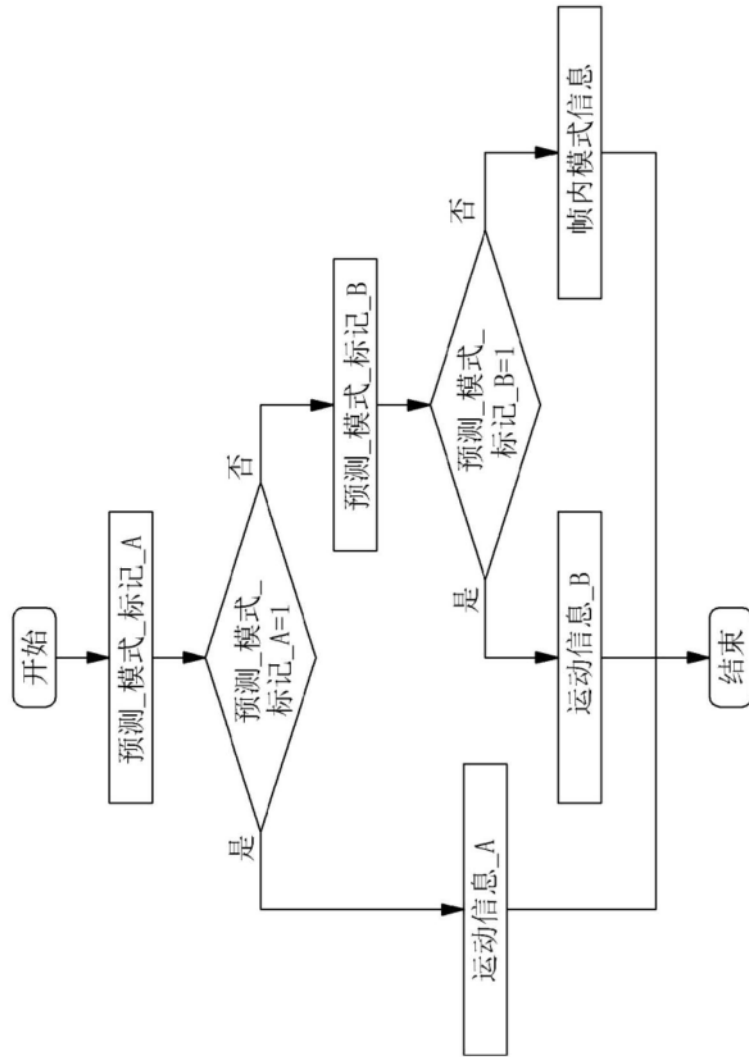 开始
预测_模式_标记_A
预测_模式_
标记_A=1
是
否
预测_模式_标记_B
预测_模式_
标记_B=1
是
否
运动信息_A
运动信息_B
帧内模式信息
结束